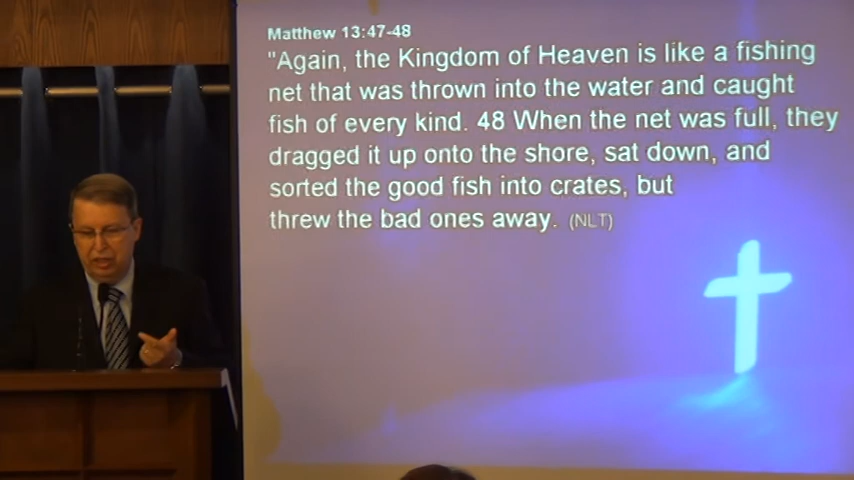 Matthew 13:47-48
"Again, the Kingdom of Heaven is like a fishing
net that was thrown into the water and caught
fish of every kind. 48 When the net was full, they
dragged it up onto the shore, sat down, and
sorted the good fish into crates, but
threw the bad ones away. (NLT)